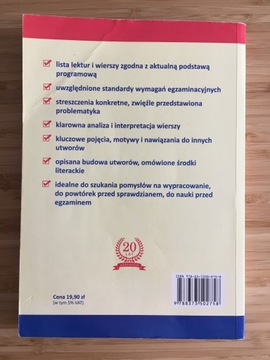 lista lektur i wierszy zgodna z aktualną podstawą
programową
uwzględnione standardy wymagań egzaminacyjnych
streszczenia konkretne, zwięźle przedstawiona
problematyka
klarowna analiza i interpretacja wierszy
kluczowe pojęcia, motywy i nawiązania do innych
utworów
opisana budowa utworów, omówione środki
literackie
idealne do szukania pomysłów na wypracowanie,
do powtórek przed sprawdzianem, do nauki przed
egzaminem
20
LAT
Cena 19,90 zł
(w tym 5% VAT)